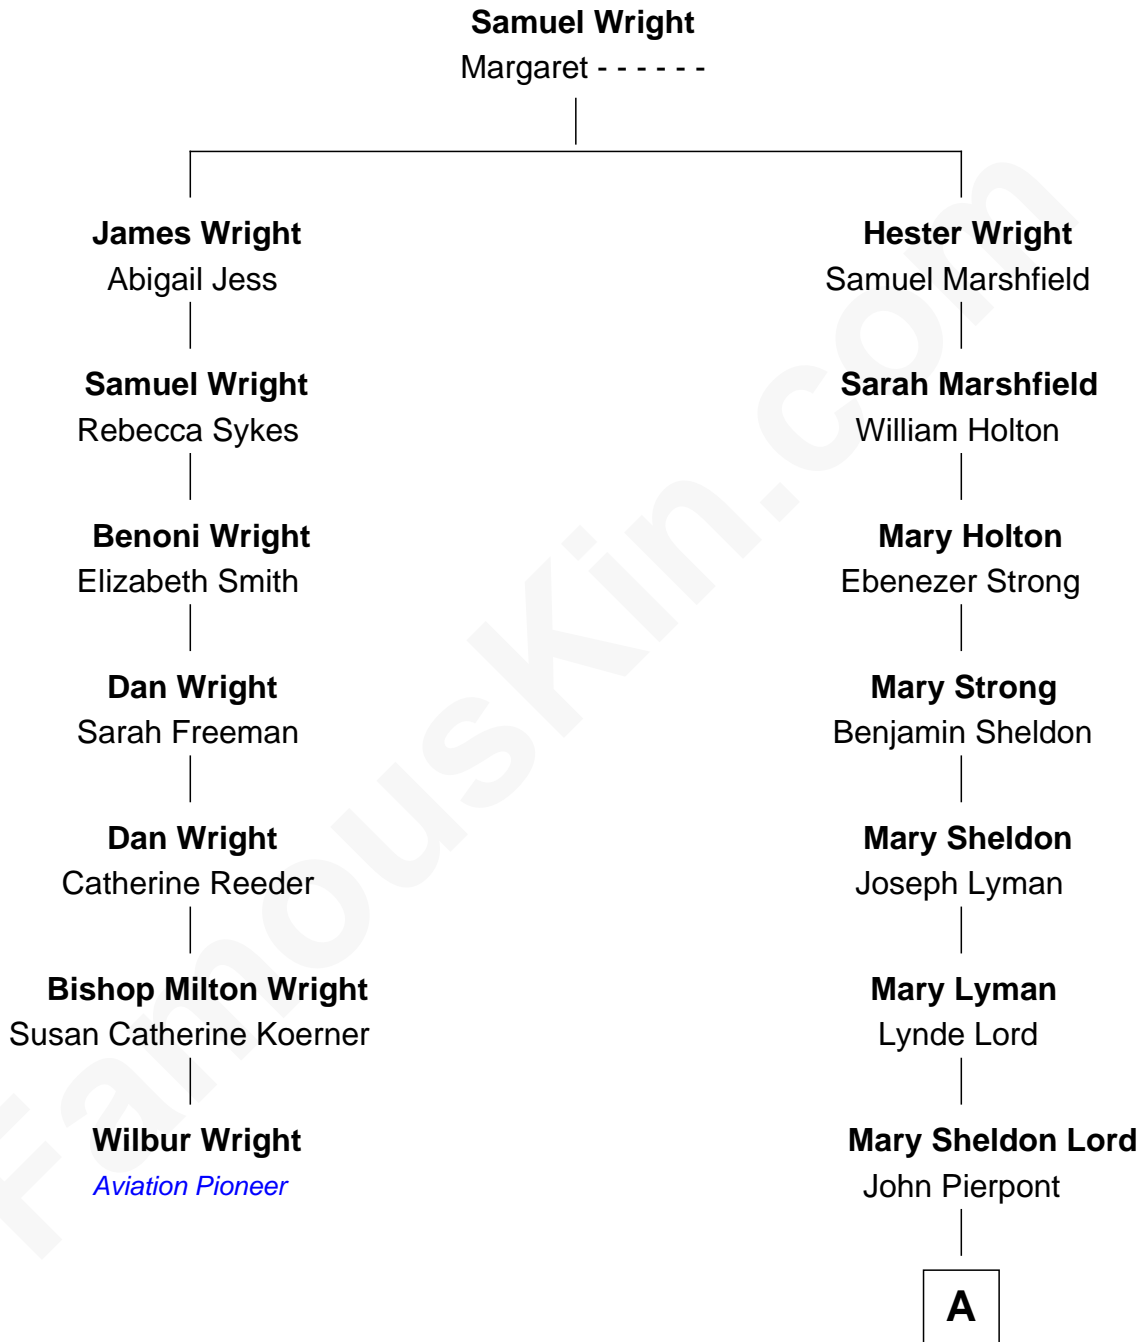 Samuel Wright
Margaret - - - - - -
James Wright
Abigail Jess
Hester Wright
Samuel Marshfield
Samuel Wright
Rebecca Sykes
Sarah Marshfield
William Holton
Benoni Wright
Elizabeth Smith
Mary Holton
Ebenezer Strong
Dan Wright
Sarah Freeman
Mary Strong
Benjamin Sheldon
Dan Wright
Catherine Reeder
Mary Sheldon
Joseph Lyman
Bishop Milton Wright
Susan Catherine Koerner
Mary Lyman
Lynde Lord
Wilbur Wright
Aviation Pioneer
Mary Sheldon Lord
John Pierpont
A
FamousKin.com